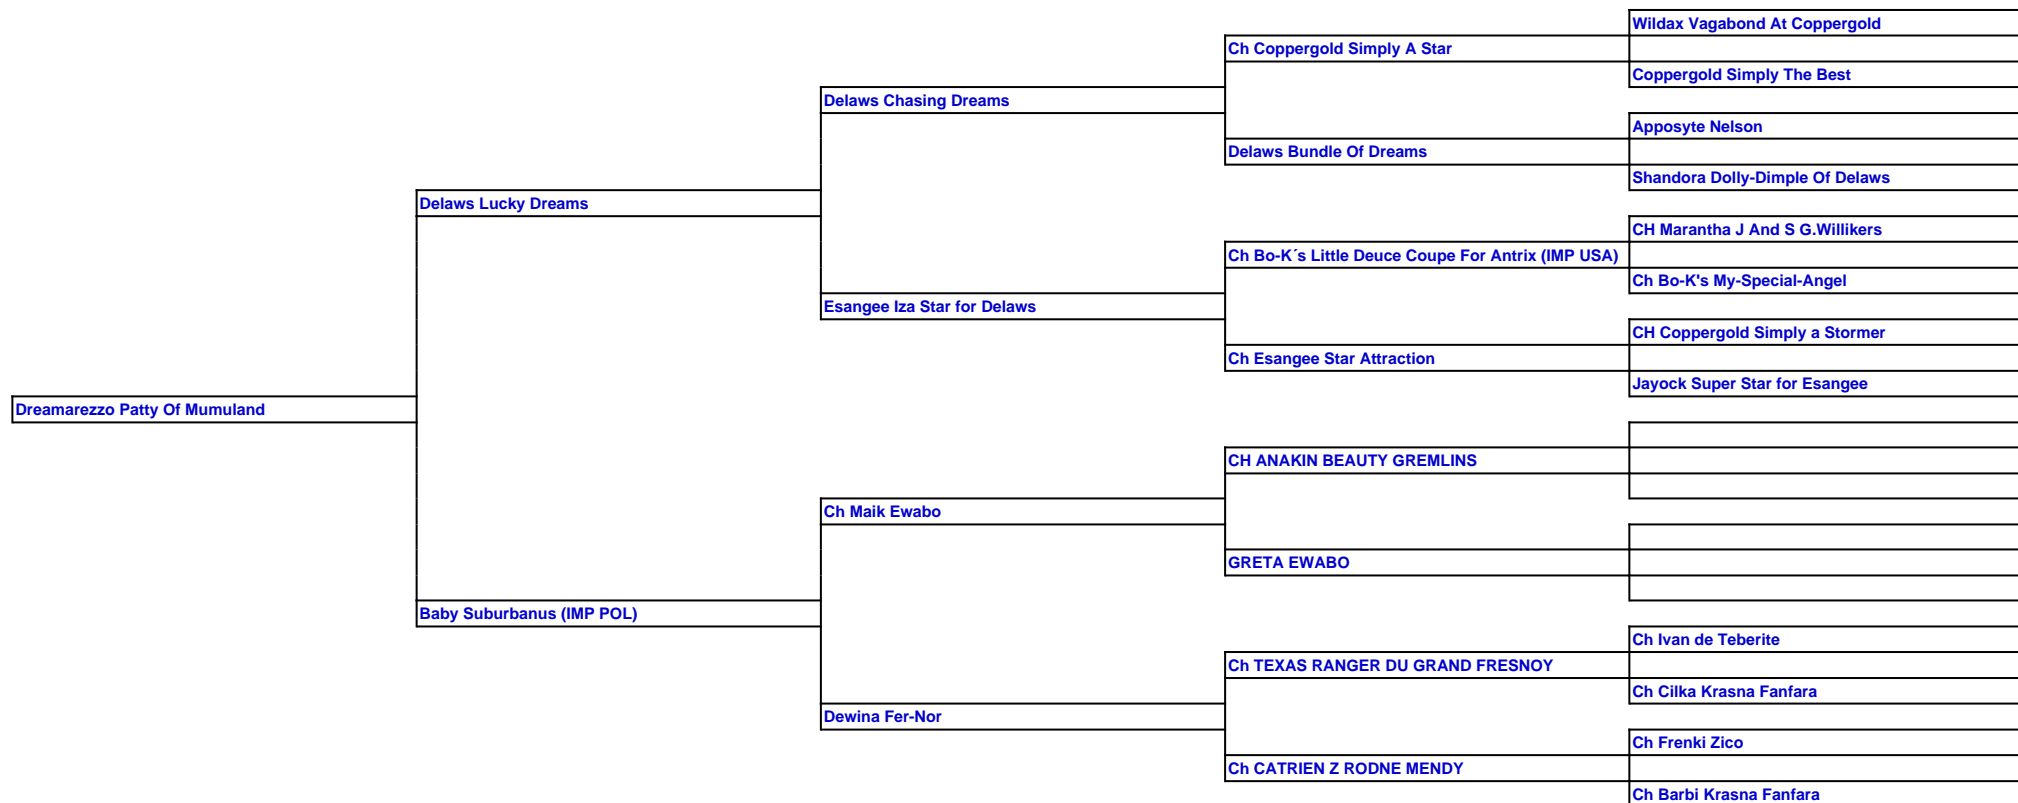 Wildax Vagabond At Coppergold
Ch Coppergold Simply A Star
Coppergold Simply The Best
Delaws Chasing Dreams
Apposyte Nelson
Delaws Bundle Of Dreams
Shandora Dolly-Dimple Of Delaws
Delaws Lucky Dreams
CH Marantha J And S G.Willikers
Ch Bo-K´s Little Deuce Coupe For Antrix (IMP USA)
Ch Bo-K's My-Special-Angel
Esangee Iza Star for Delaws
CH Coppergold Simply a Stormer
Ch Esangee Star Attraction
Jayock Super Star for Esangee
Dreamarezzo Patty Of Mumuland
CH ANAKIN BEAUTY GREMLINS
Ch Maik Ewabo
GRETA EWABO
Baby Suburbanus (IMP POL)
Ch Ivan de Teberite
Ch TEXAS RANGER DU GRAND FRESNOY
Ch Cilka Krasna Fanfara
Dewina Fer-Nor
Ch Frenki Zico
Ch CATRIEN Z RODNE MENDY
Ch Barbi Krasna Fanfara